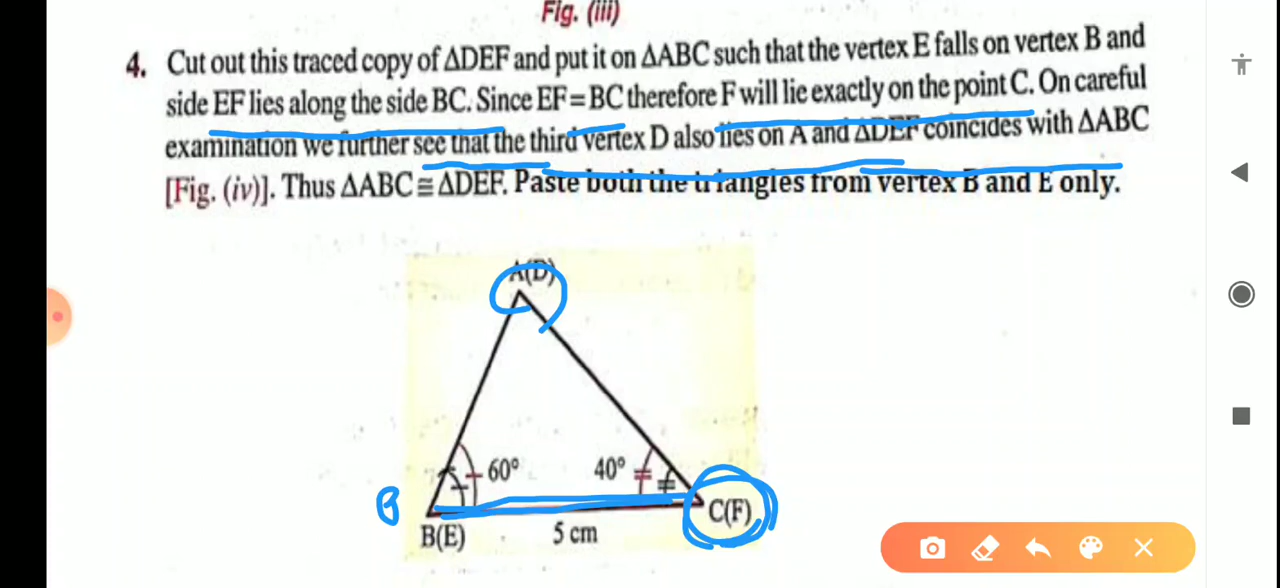 Fig. (iii)
4. Cut out this traced copy of ΔDEF and put it on ΔABC such that the vertex E falls on vertex B and
side EF lies along the side BC. Since EF = BC therefore F will lie exactly on the point C. On careful
examination we further see that the third vertex D also lies on A and ΔDEF coincides with ΔABC
[Fig. (iv)]. Thus ΔABC ≅ ΔDEF. Paste both the triangles from vertex B and E only.
A(D)
60° 40°
B
B(E) 5 cm C(F)